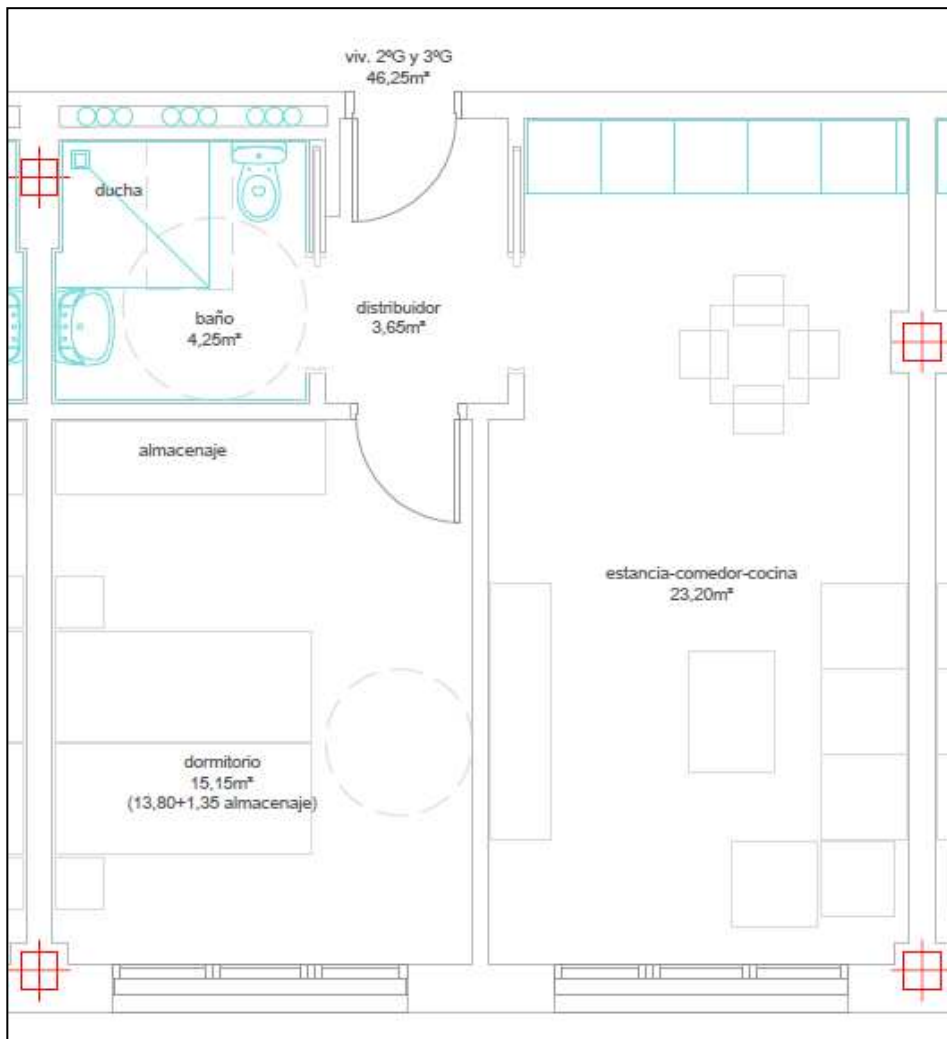 viv. 2ºG y 3ºG
46,25m²
ducha
baño
4,25m²
distribuidor
3,65m²
almacenaje
estancia-comedor-cocina
23,20m²
dormitorio
15,15m²
(13,80+1,35 almacenaje)